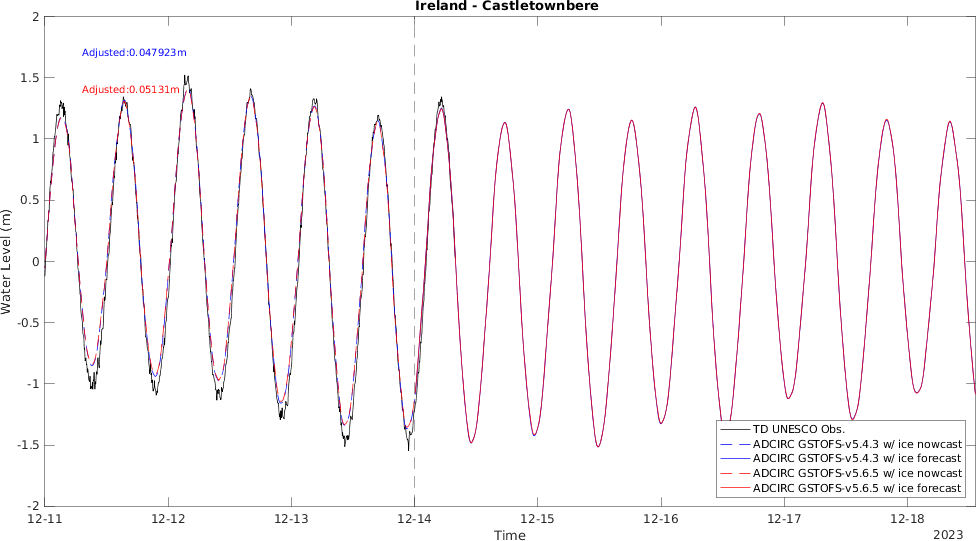 Ireland - Castletownbere
Adjusted:0.047923m
Adjusted:0.05131m
Water Level (m)
2
1.5
1
0.5
0
-0.5
-1
-1.5
-2
TD UNESCO Obs.
ADCIRC GSTOFS-v5.4.3 w/ ice nowcast
ADCIRC GSTOFS-v5.4.3 w/ ice forecast
ADCIRC GSTOFS-v5.6.5 w/ ice nowcast
ADCIRC GSTOFS-v5.6.5 w/ ice forecast
12-11 12-12 12-13 12-14 12-15 12-16 12-17 12-18
Time
2023